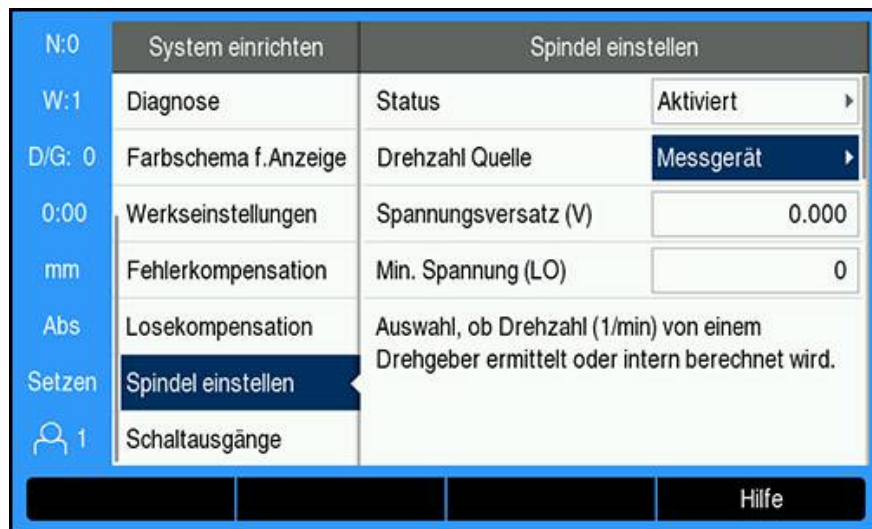 N:0
W:1
D/G: 0
0:00
mm
Abs
Setzen
1
System einrichten
Diagnose
Farbschema f.Anzeige
Werkseinstellungen
Fehlerkompensation
Losekompensation
Spindel einstellen
Schaltausgänge
Spindel einstellen
Status
Aktiviert
Drehzahl Quelle
Messgerät
Spannungsversatz (V)
0.000
Min. Spannung (LO)
0
Auswahl, ob Drehzahl (1/min) von einem
Drehgeber ermittelt oder intern berechnet wird.
Hilfe